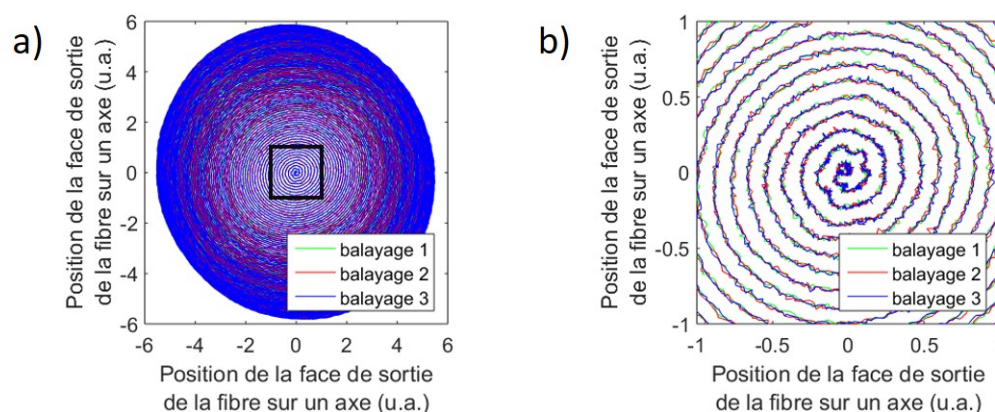 a)
Position de la face de sortie
de la fibre sur un axe (u.a.)
6
4
2
0
-2
-4
-6
balayage 1
balayage 2
balayage 3
-6 -4 -2 0 2 4 6
Position de la face de sortie
de la fibre sur un axe (u.a.)
b)
Position de la face de sortie
de la fibre sur un axe (u.a.)
1
0.5
0
-0.5
-1
balayage 1
balayage 2
balayage 3
-1 -0.5 0 0.5
Position de la face de sortie
de la fibre sur un axe (u.a.)